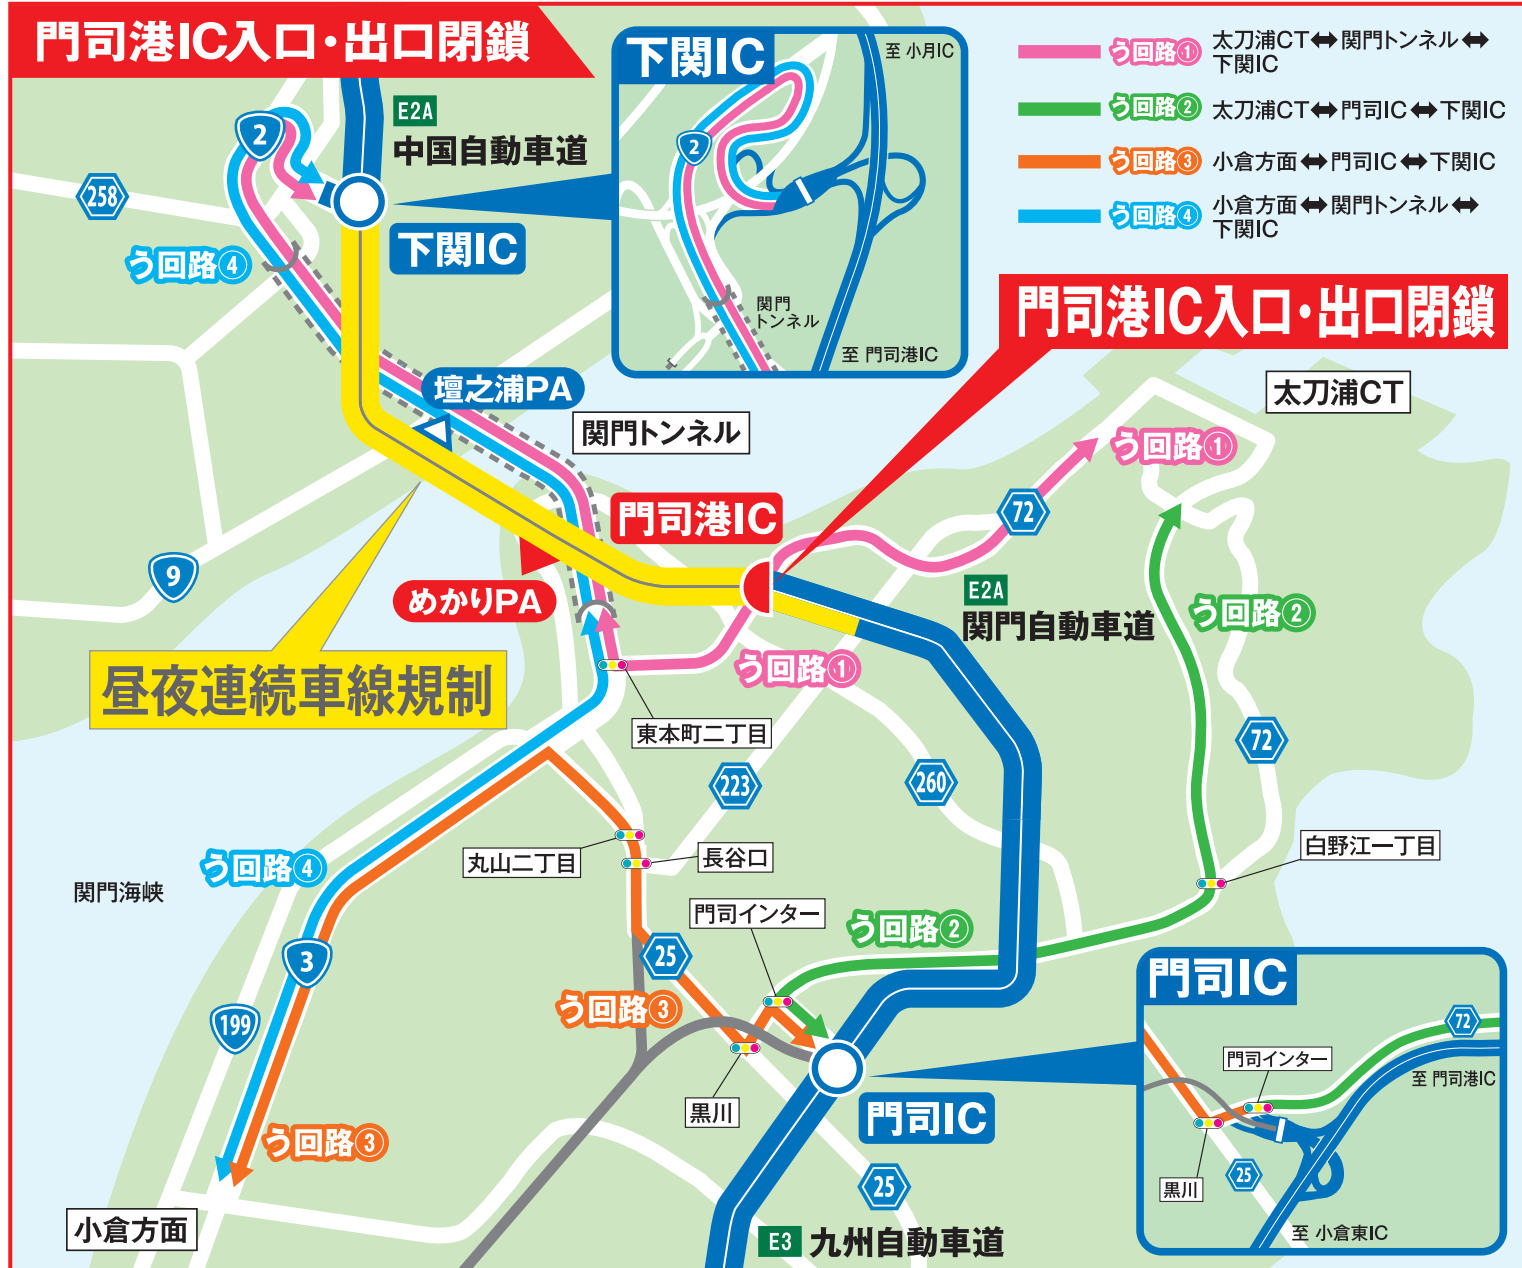 門司港IC入口・出口閉鎖
下関IC
至 小月IC
2
関門
トンネル
至 門司港IC
う回路①
太刀浦CT⬌関門トンネル⬌
下関IC
う回路②
太刀浦CT⬌門司IC⬌下関IC
う回路③
小倉方面⬌門司IC⬌下関IC
う回路④
小倉方面⬌関門トンネル⬌
下関IC
E2A
中国自動車道
2
258
下関IC
う回路④
門司港IC入口・出口閉鎖
太刀浦CT
壇之浦PA
関門トンネル
う回路①
門司港IC
72
9
めかりPA
E2A
関門自動車道
う回路②
昼夜連続車線規制
う回路①
東本町二丁目
72
223
260
丸山二丁目
長谷口
白野江一丁目
う回路④
関門海峡
門司インター
う回路②
3
25
199
う回路③
黒川
門司IC
う回路③
25
小倉方面
E3
九州自動車道
門司IC
72
門司インター
至 門司港IC
黒川
25
至 小倉東IC